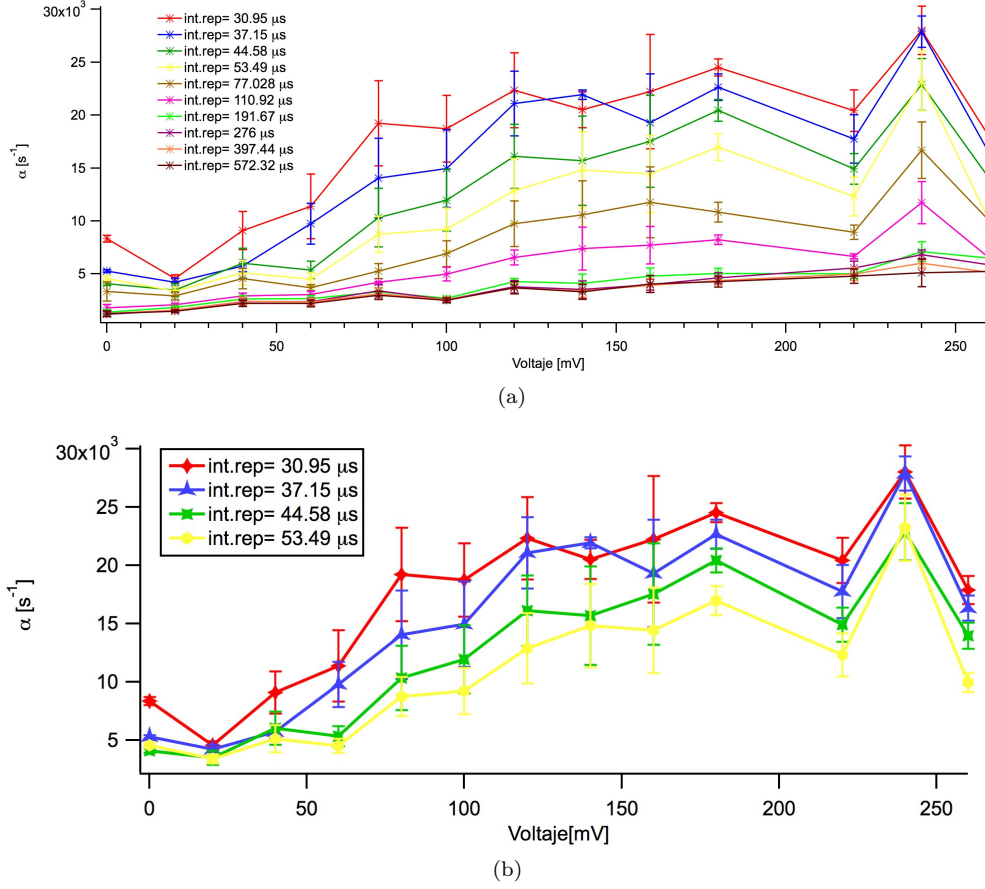 30x10³
int.rep= 30.95 μs
int.rep= 37.15 μs
int.rep= 44.58 μs
int.rep= 53.49 μs
int.rep= 77.028 μs
int.rep= 110.92 μs
int.rep= 191.67 μs
int.rep= 276 μs
int.rep= 397.44 μs
int.rep= 572.32 μs
25
20
15
10
5
α [s⁻¹]
0 50 100 150 200 250
Voltaje [mV]
(a)
30x10³
int.rep= 30.95 μs
int.rep= 37.15 μs
int.rep= 44.58 μs
int.rep= 53.49 μs
25
20
15
10
5
α [s⁻¹]
0 50 100 150 200 250
Voltaje[mV]
(b)